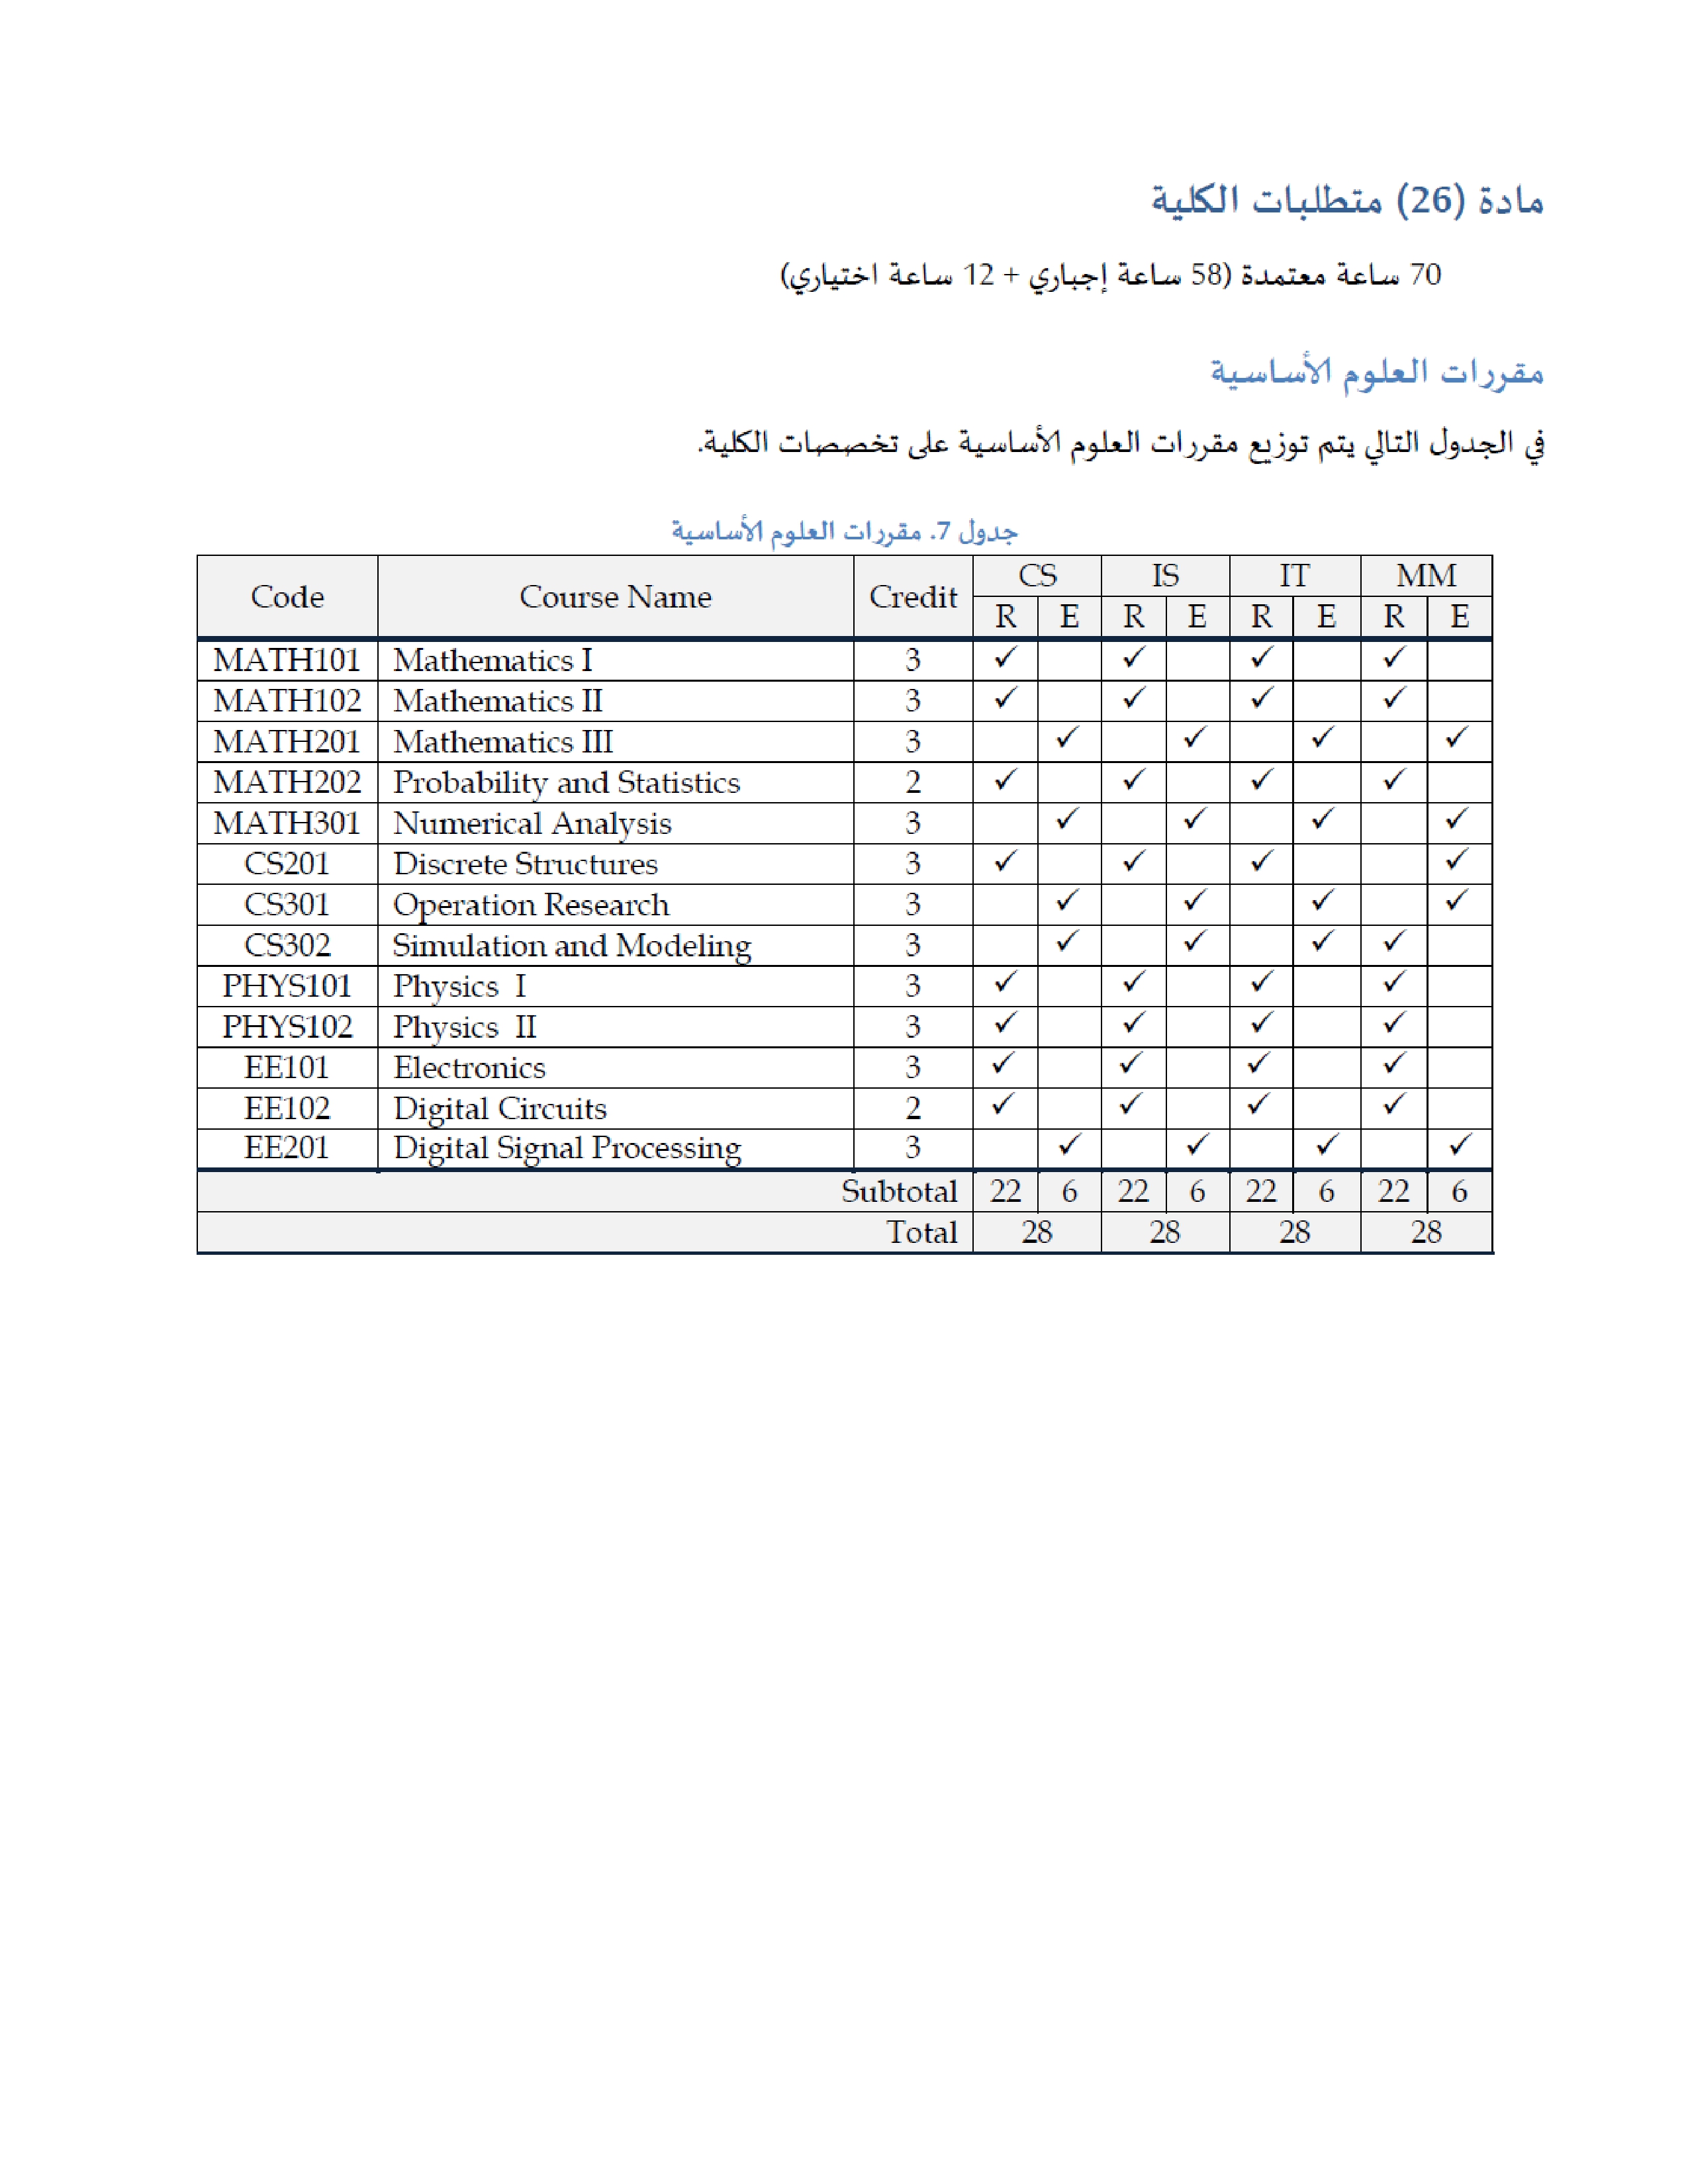 مادة (26) متطلبات الكلية
70 ساعة معتمدة (58 ساعة إجباري + 12 ساعة اختياري)
مقررات العلوم الأساسية
في الجدول التالي يتم توزيع مقررات العلوم الأساسية على تخصصات الكلية.
جدول 7. مقررات العلوم الأساسية
Code Course Name Credit CS IS IT MM
R E R E R E R E
MATH101 Mathematics I 3 ✓ ✓ ✓ ✓
MATH102 Mathematics II 3 ✓ ✓ ✓ ✓
MATH201 Mathematics III 3 ✓ ✓ ✓ ✓
MATH202 Probability and Statistics 2 ✓ ✓ ✓ ✓
MATH301 Numerical Analysis 3 ✓ ✓ ✓ ✓
CS201 Discrete Structures 3 ✓ ✓ ✓ ✓
CS301 Operation Research 3 ✓ ✓ ✓ ✓
CS302 Simulation and Modeling 3 ✓ ✓ ✓ ✓
PHYS101 Physics I 3 ✓ ✓ ✓ ✓
PHYS102 Physics II 3 ✓ ✓ ✓ ✓
EE101 Electronics 3 ✓ ✓ ✓ ✓
EE102 Digital Circuits 2 ✓ ✓ ✓ ✓
EE201 Digital Signal Processing 3 ✓ ✓ ✓ ✓
Subtotal 22 6 22 6 22 6 22 6
Total 28 28 28 28